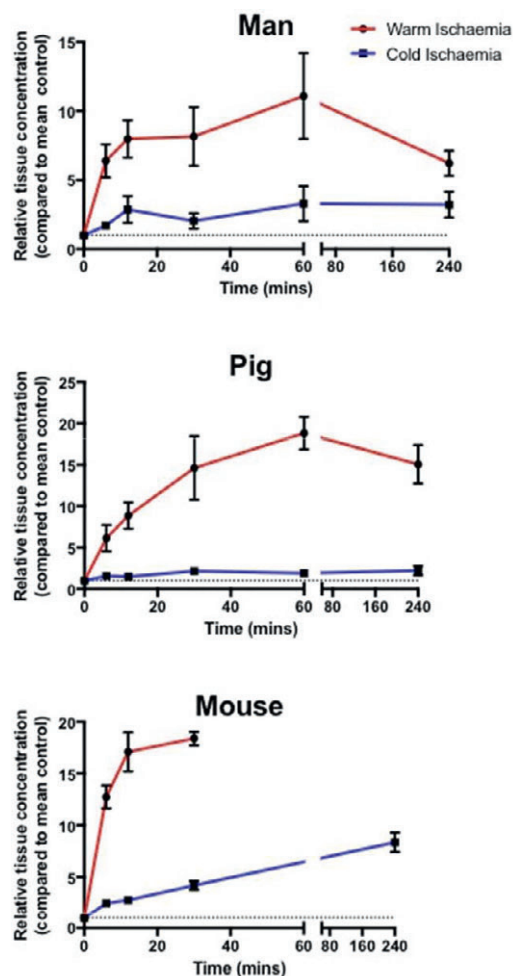 Man
Warm Ischaemia
Cold Ischaemia
Relative tissue concentration
(compared to mean control)
15
10
5
0
0 20 40 60 80 160 240
Time (mins)
Pig
Relative tissue concentration
(compared to mean control)
25
20
15
10
5
0
0 20 40 60 80 160 240
Time (mins)
Mouse
Relative tissue concentration
(compared to mean control)
20
15
10
5
0
0 20 40 60 80 160 240
Time (mins)